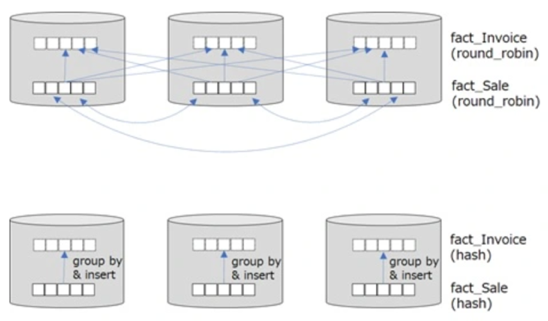 fact_Invoice
(round_robin)
fact_Sale
(round_robin)
fact_Invoice
(hash)
group by
& insert
group by
& insert
group by
& insert
fact_Sale
(hash)